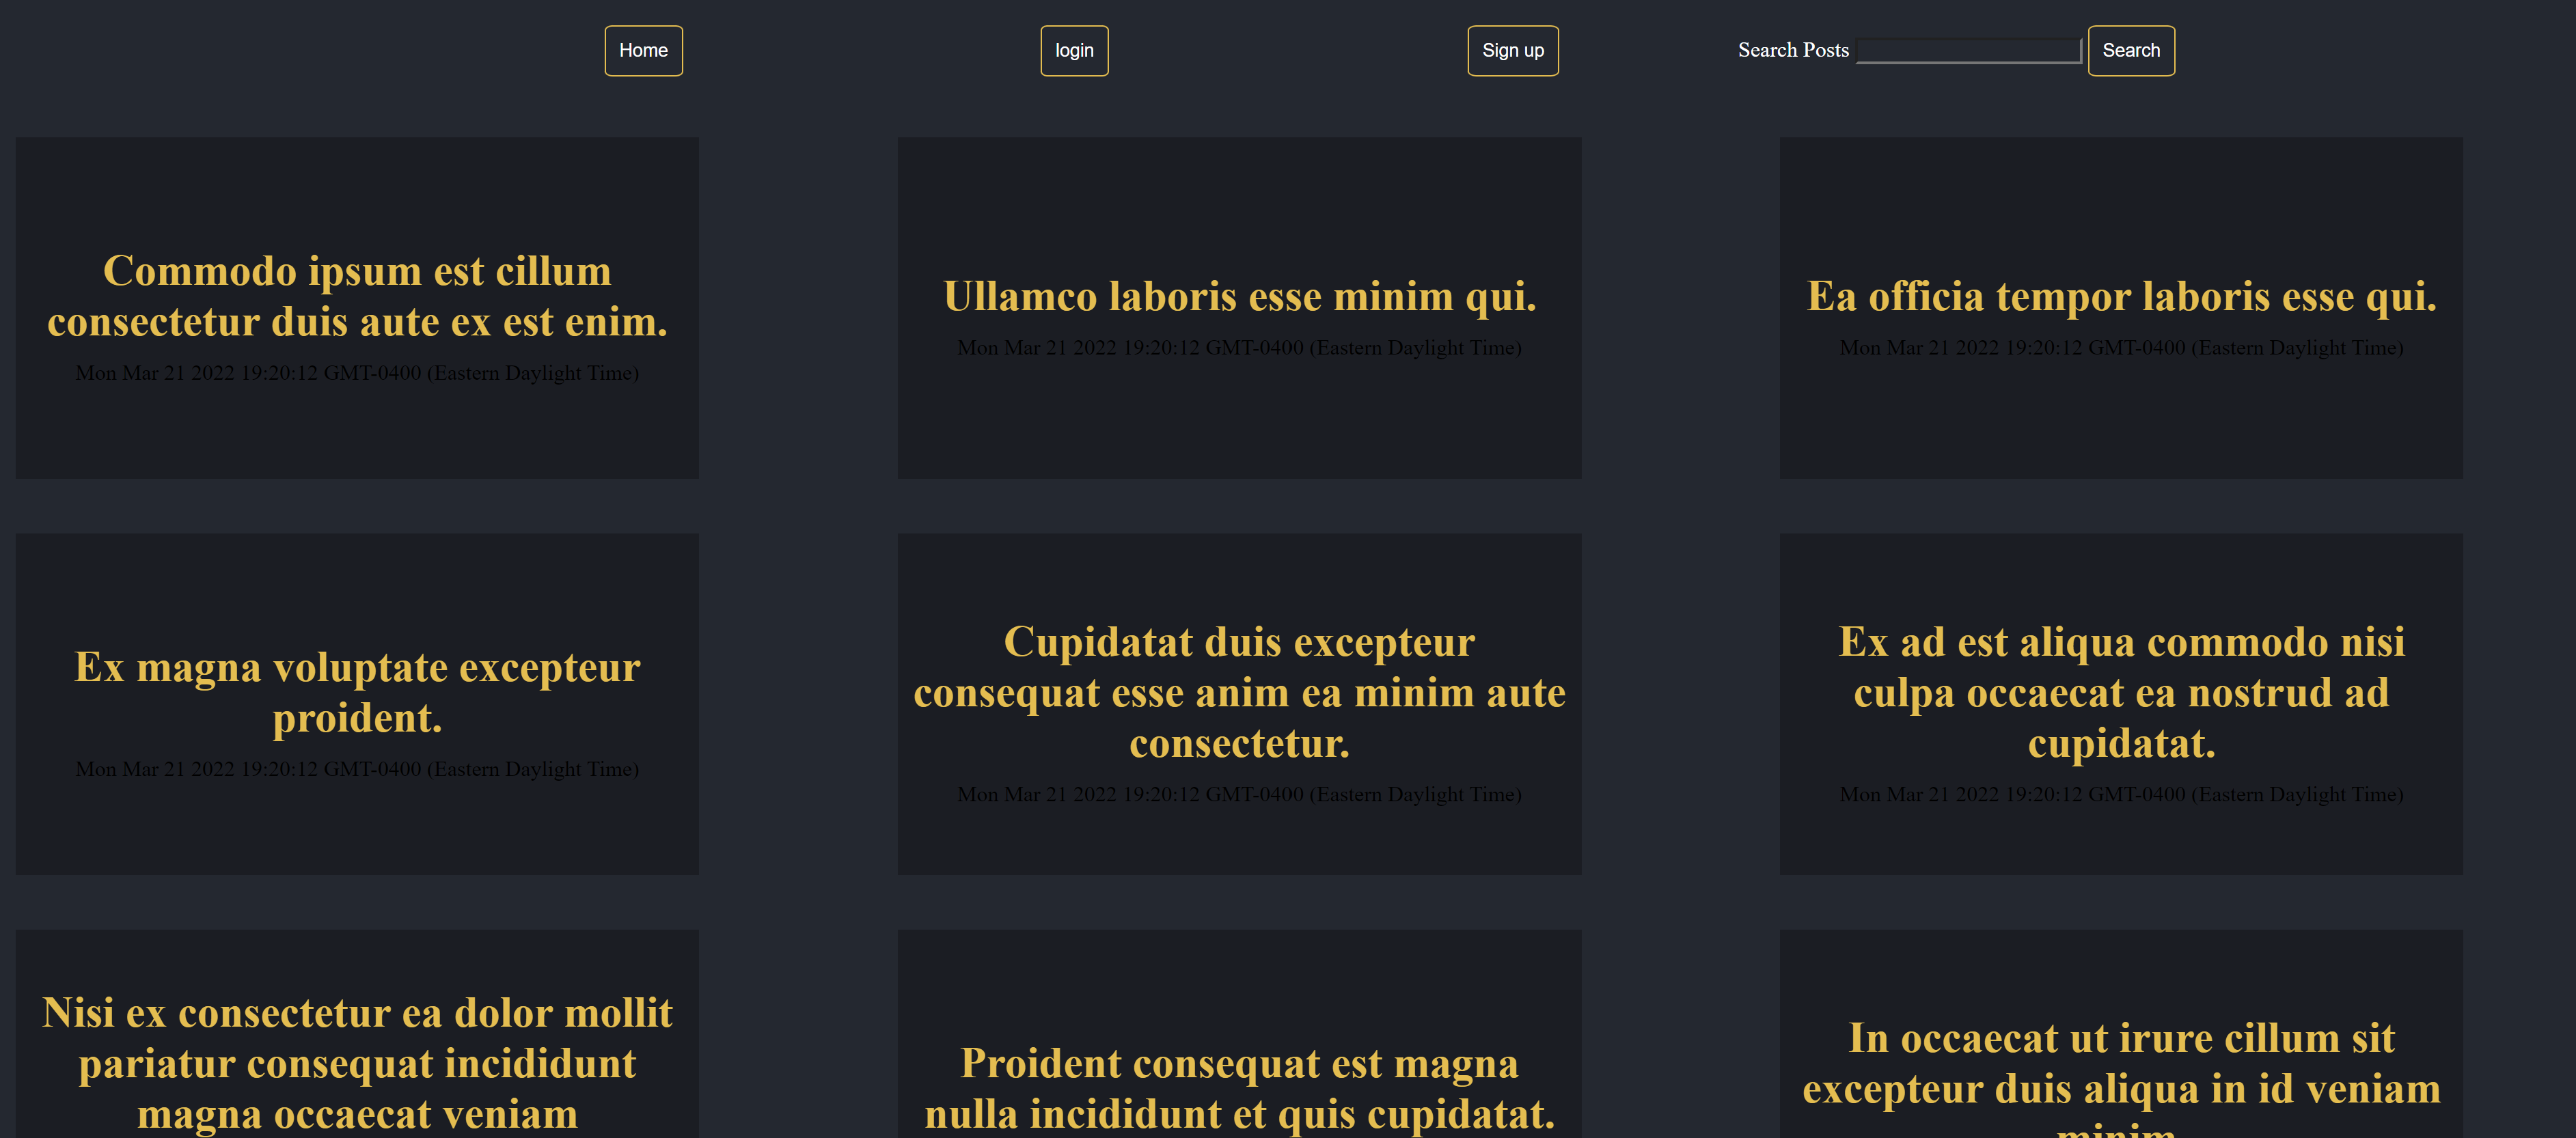 Home
login
Sign up
Search Posts
Search
Commodo ipsum est cillum
consectetur duis aute ex est enim.
Mon Mar 21 2022 19:20:12 GMT-0400 (Eastern Daylight Time)
Ullamco laboris esse minim qui.
Mon Mar 21 2022 19:20:12 GMT-0400 (Eastern Daylight Time)
Ea officia tempor laboris esse qui.
Mon Mar 21 2022 19:20:12 GMT-0400 (Eastern Daylight Time)
Ex magna voluptate excepteur
proident.
Mon Mar 21 2022 19:20:12 GMT-0400 (Eastern Daylight Time)
Cupidatat duis excepteur
consequat esse anim ea minim aute
consectetur.
Mon Mar 21 2022 19:20:12 GMT-0400 (Eastern Daylight Time)
Ex ad est aliqua commodo nisi
culpa occaecat ea nostrud ad
cupidatat.
Mon Mar 21 2022 19:20:12 GMT-0400 (Eastern Daylight Time)
Nisi ex consectetur ea dolor mollit
pariatur consequat incididunt
magna occaecat veniam
Proident consequat est magna
nulla incididunt et quis cupidatat.
In occaecat ut irure cillum sit
excepteur duis aliqua in id veniam